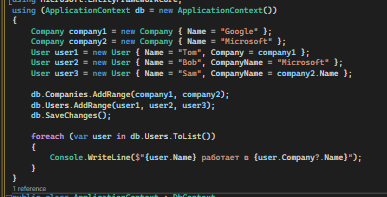 using Microsoft.EntityFrameworkCore;
using (ApplicationContext db = new ApplicationContext())
{
Company company1 = new Company { Name = "Google" };
Company company2 = new Company { Name = "Microsoft" };
User user1 = new User { Name = "Tom", Company = company1 };
User user2 = new User { Name = "Bob", CompanyName = "Microsoft" };
User user3 = new User { Name = "Sam", CompanyName = company2.Name };
db.Companies.AddRange(company1, company2);
db.Users.AddRange(user1, user2, user3);
db.SaveChanges();
foreach (var user in db.Users.ToList())
{
Console.WriteLine($"{user.Name} работает в {user.Company?.Name}");
}
}
1 reference
public class ApplicationContext : DbContext